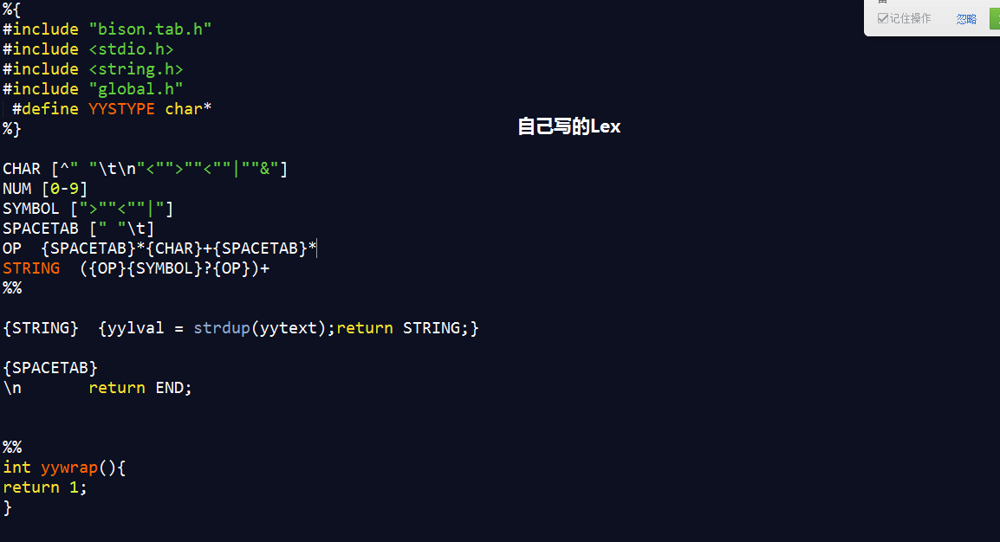 %{
#include "bison.tab.h"
#include <stdio.h>
#include <string.h>
#include "global.h"
#define YYSTYPE char*
%}
记住操作 忽略
自己写的Lex
CHAR [^" "\t\n"<"">""<""|""&"]
NUM [0-9]
SYMBOL [">""<""|"]
SPACETAB [" "\t]
OP  {SPACETAB}*{CHAR}+{SPACETAB}*
STRING  ({OP}{SYMBOL}?{OP})+
%%
{STRING}  {yylval = strdup(yytext);return STRING;}
{SPACETAB}
\n       return END;
%%
int yywrap(){
return 1;
}